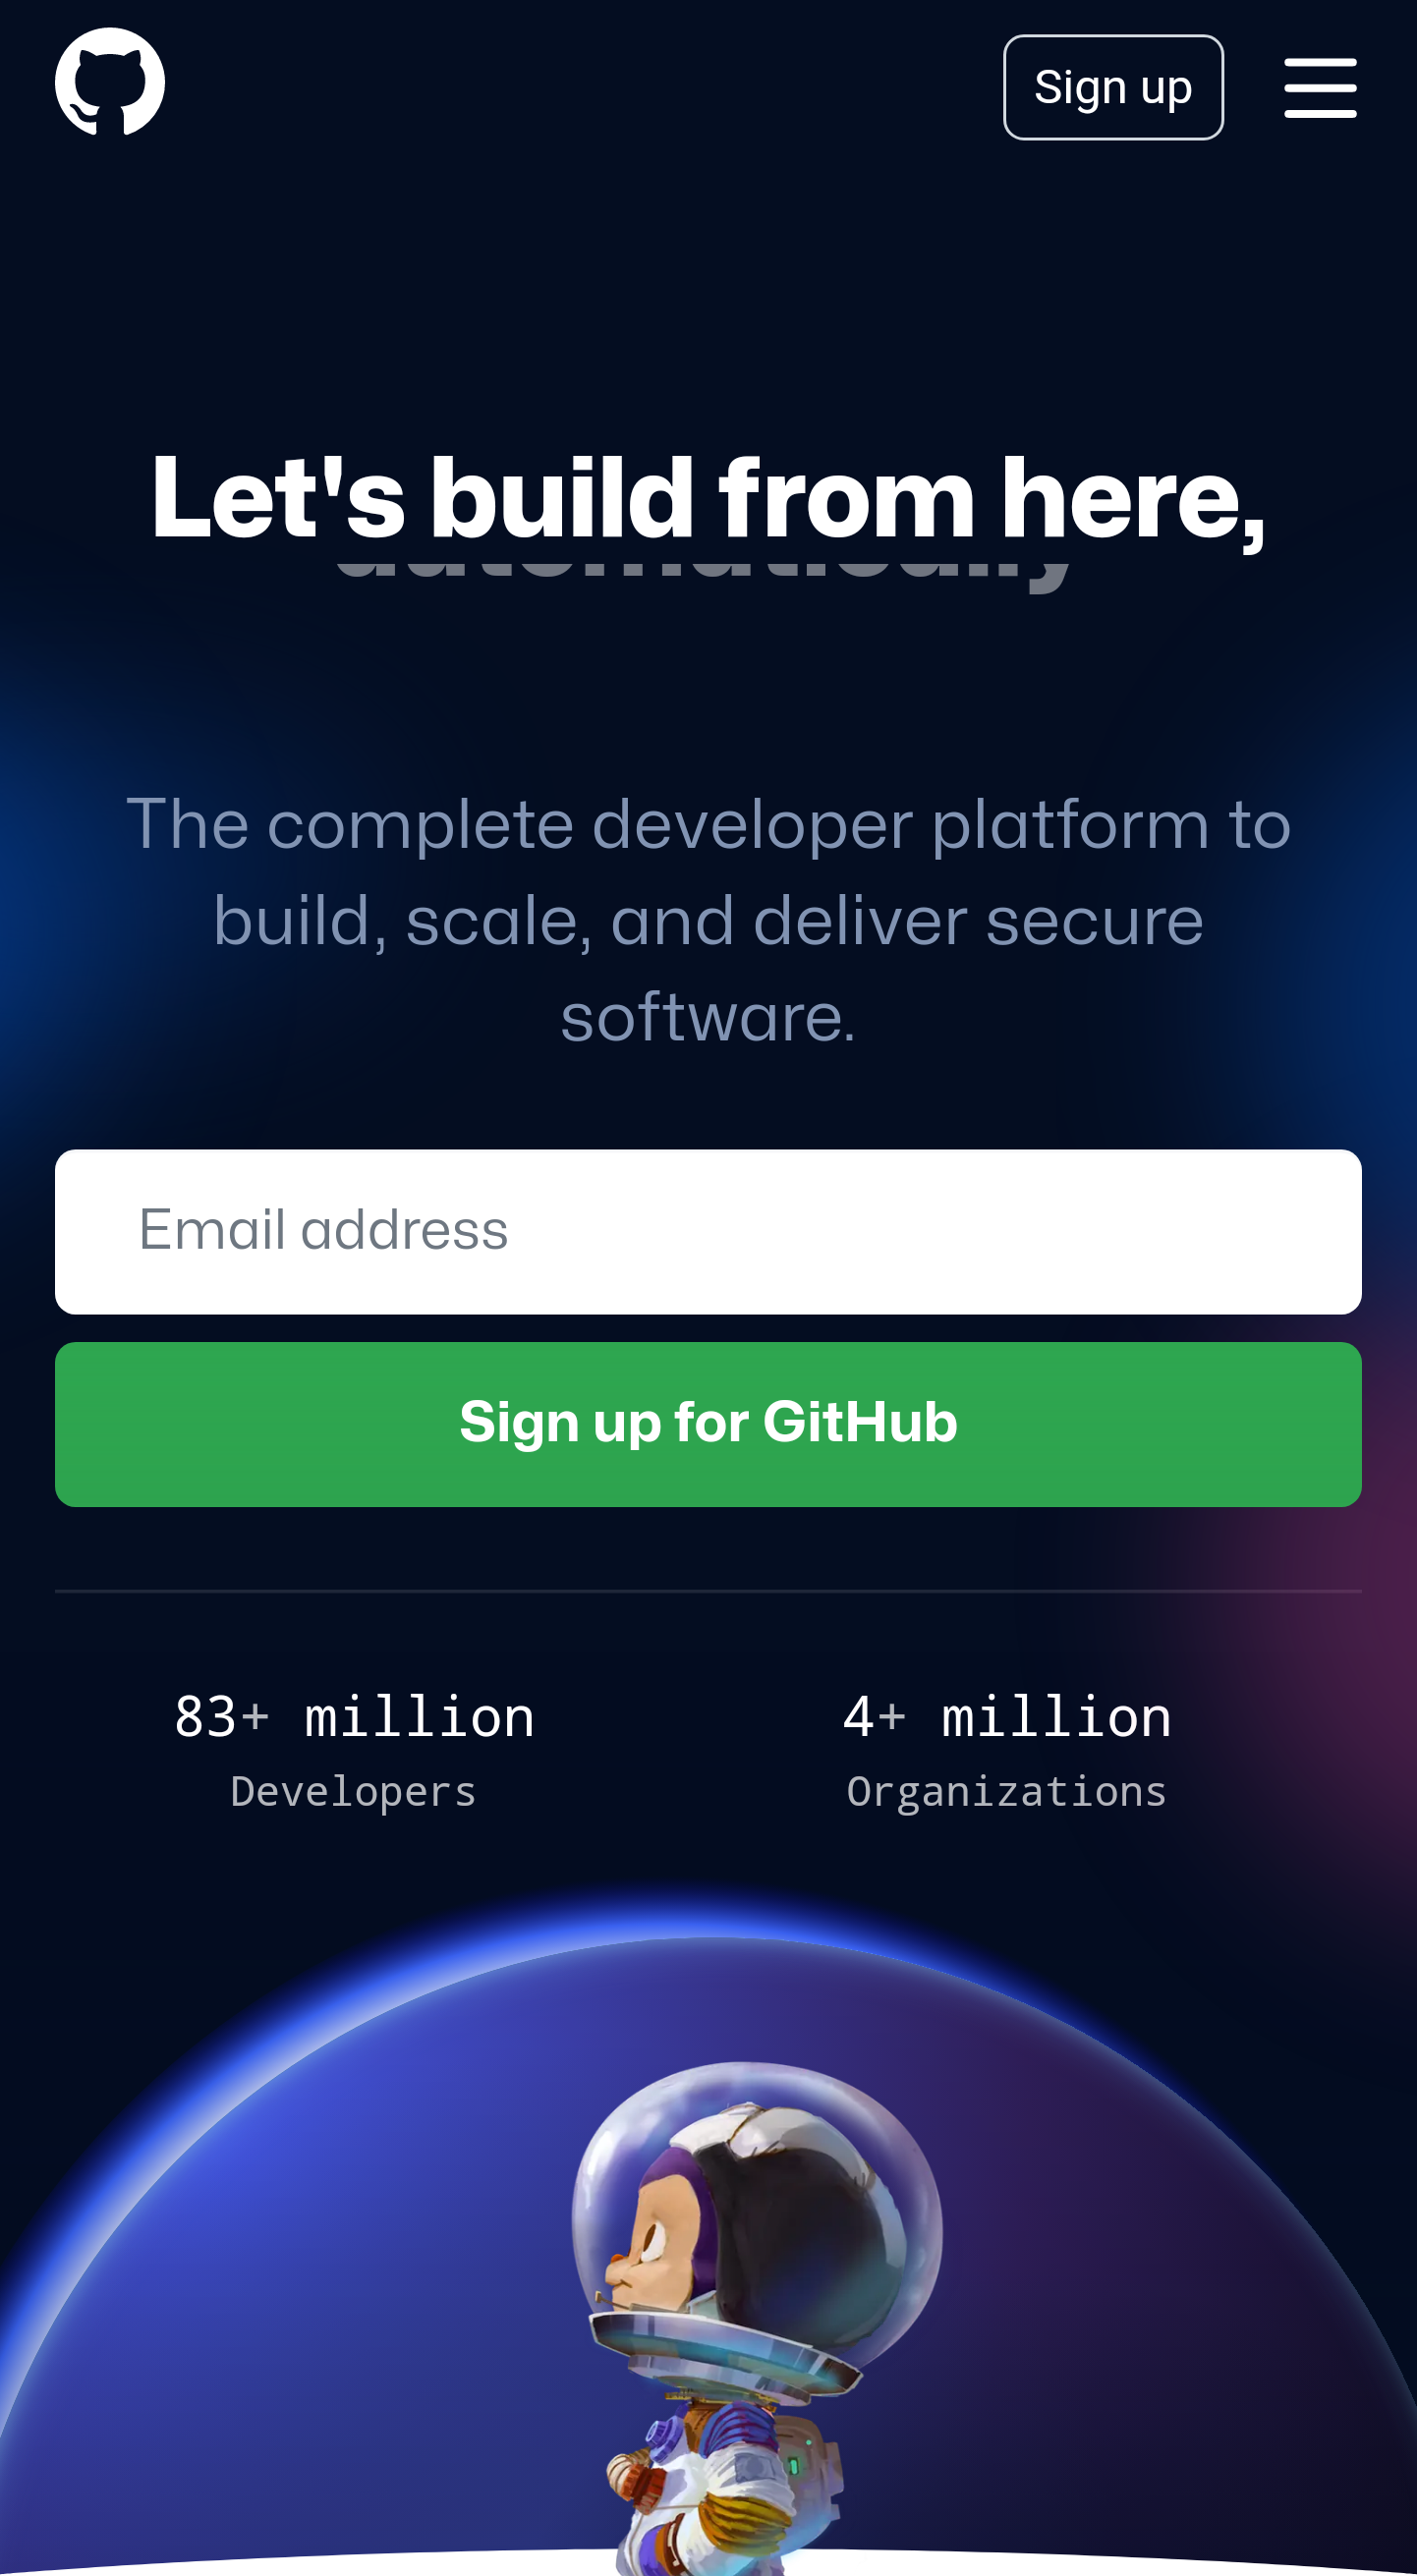 Sign up
Let's build from here,
automatically
The complete developer platform to
build, scale, and deliver secure
software.
Email address
Sign up for GitHub
83+ million
4+ million
Developers
Organizations